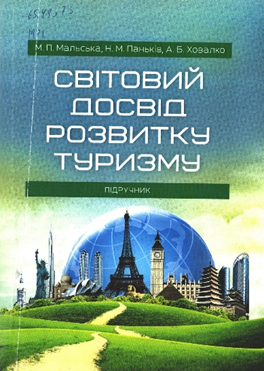 М. П. Мальська, Н. М. Паньків, А. Б. Ховалко
СВІТОВИЙ
ДОСВІД
РОЗВИТКУ
ТУРИЗМУ
ПІДРУЧНИК